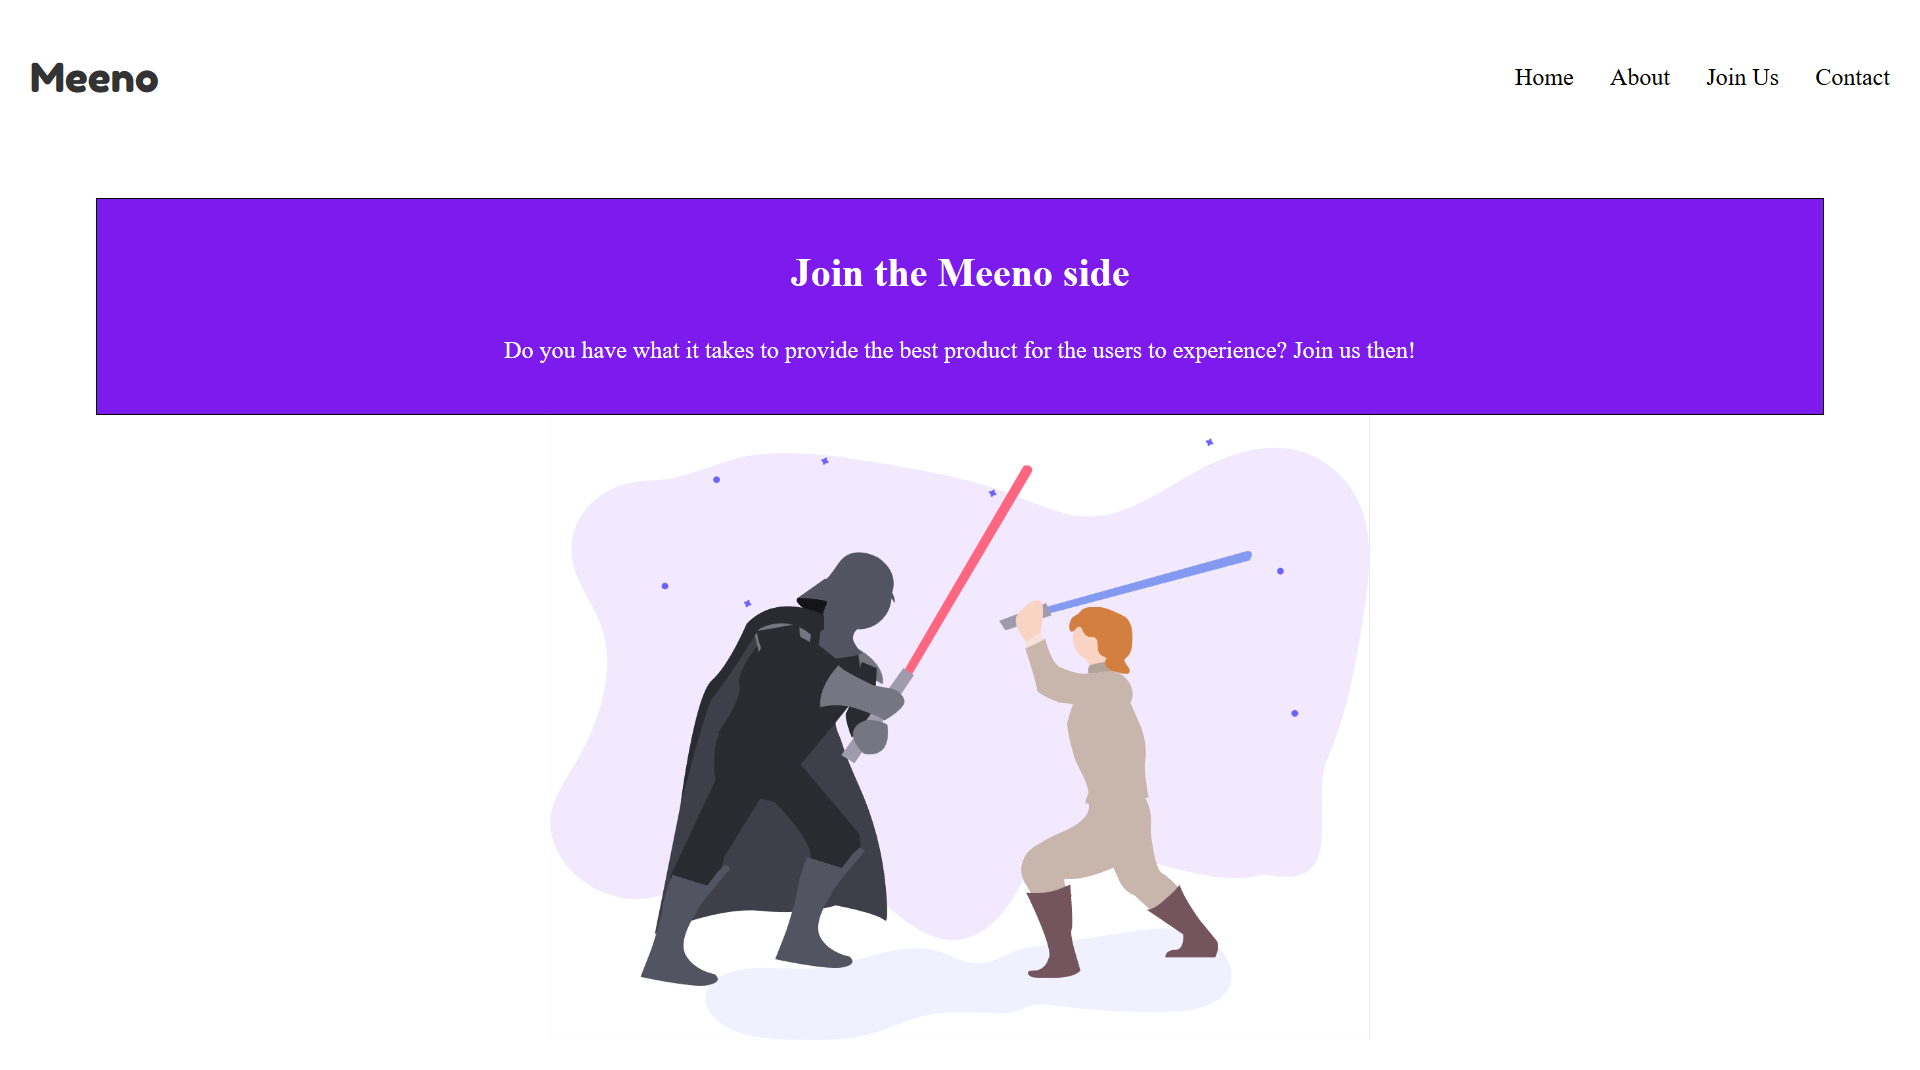 Meeno
Home About Join Us Contact
Join the Meeno side
Do you have what it takes to provide the best product for the users to experience? Join us then!